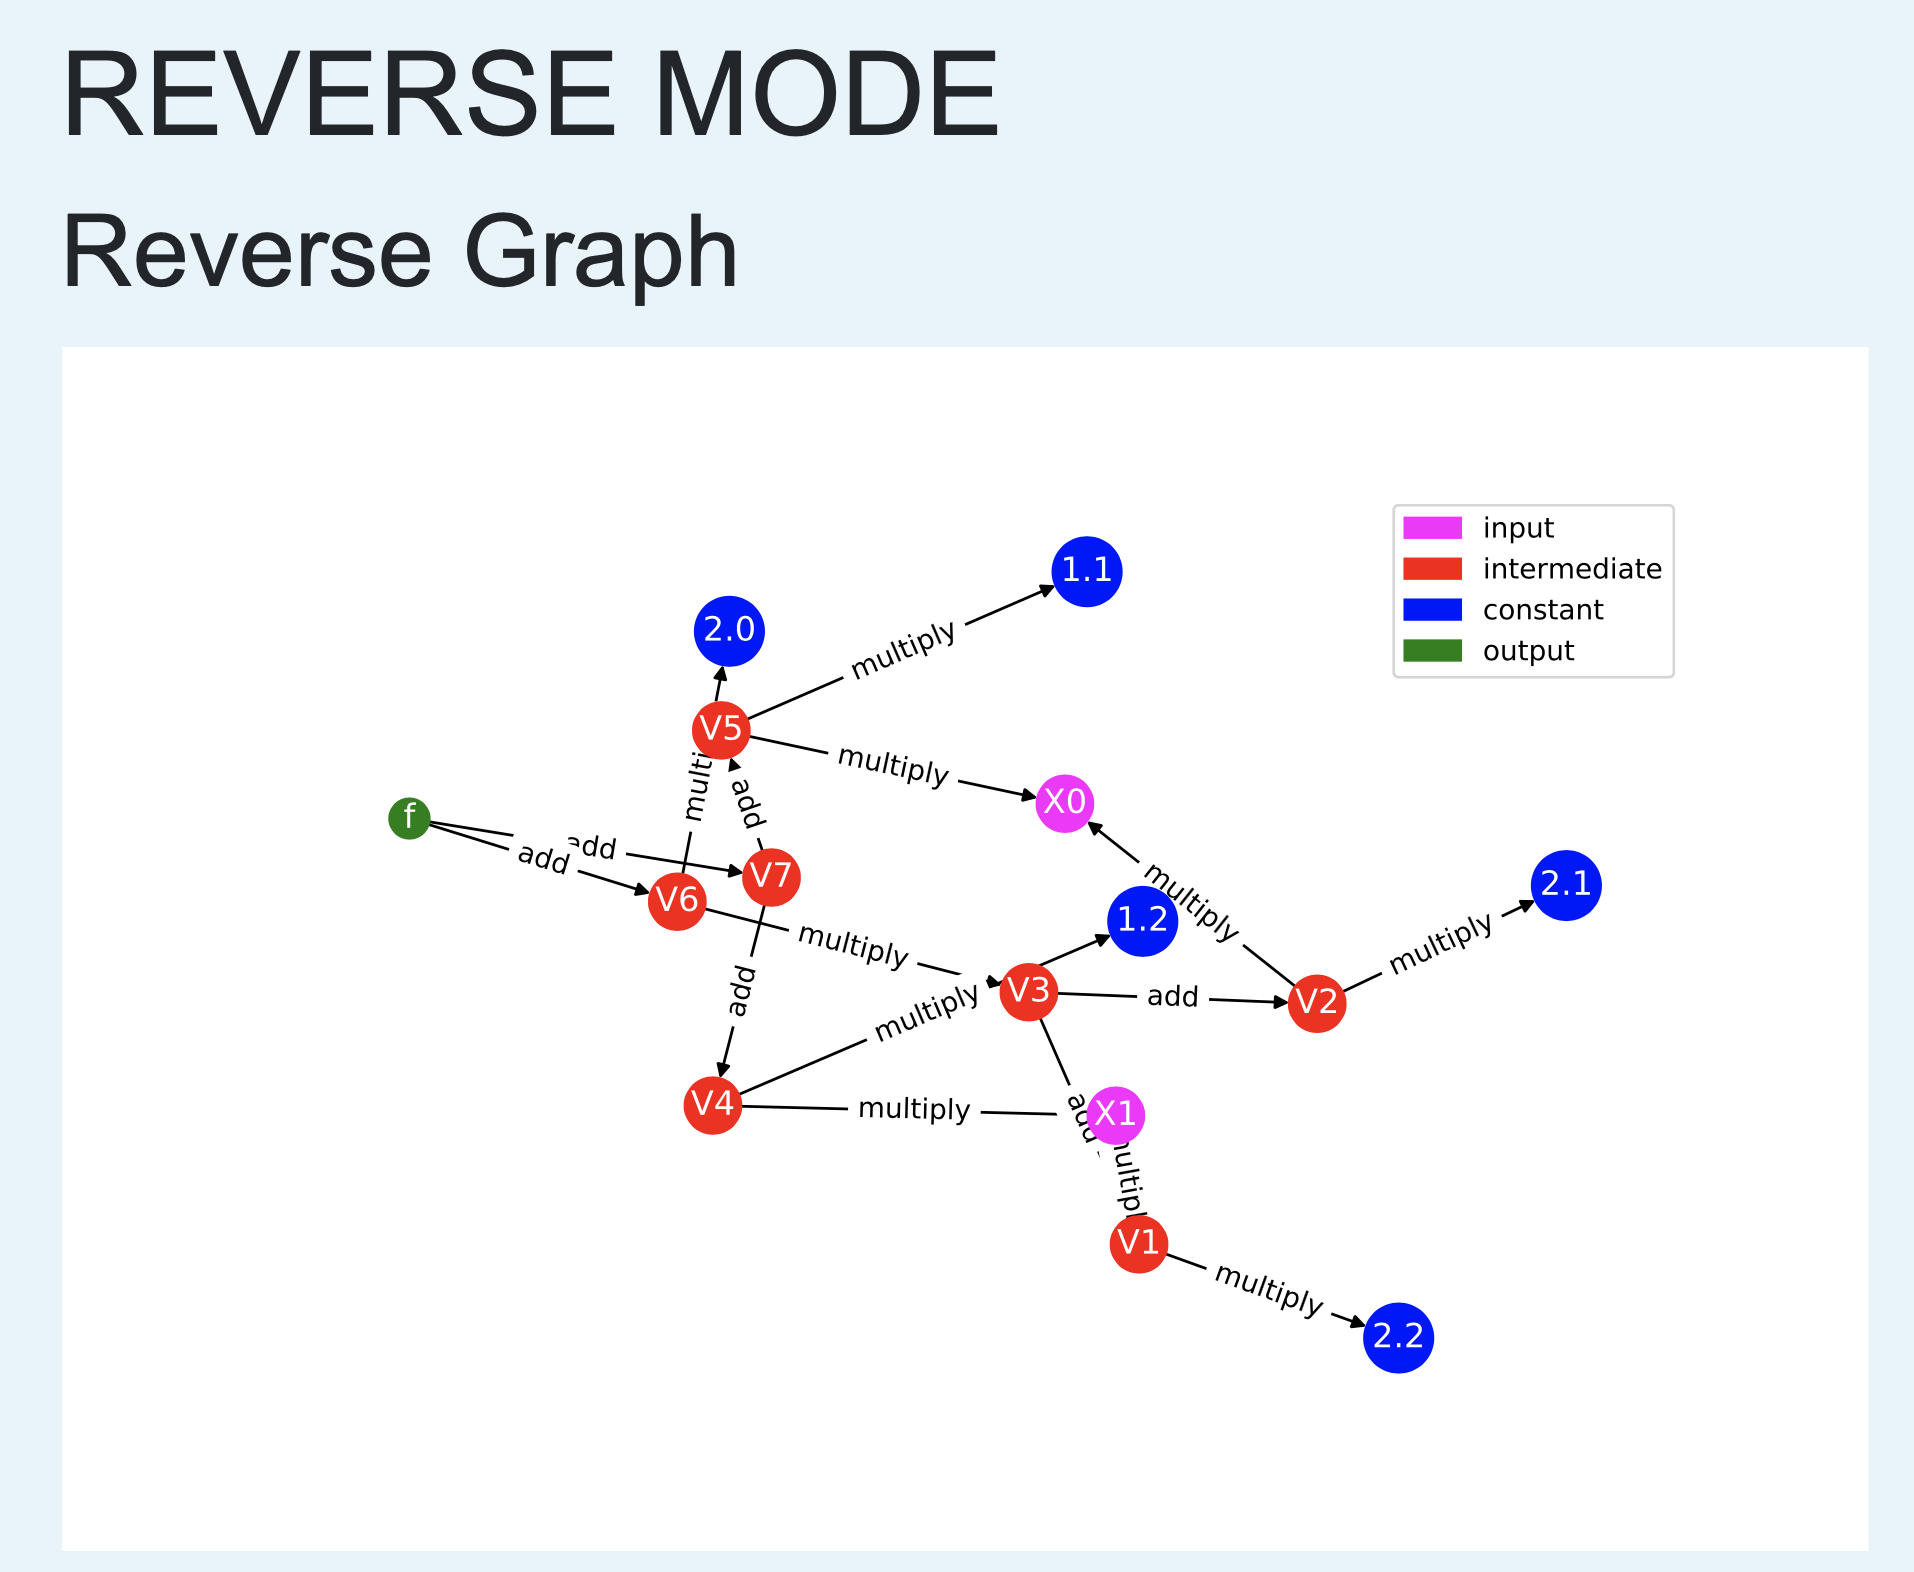 REVERSE MODE
Reverse Graph
input
intermediate
constant
output
1.1
2.0
multiply
V5
multi
multiply
add
X0
f
add
add
V7
V6
multiply
multiply
1.2
2.1
multiply
add
V3
multiply
add
V2
V4
multiply
add
X1
ultipl
V1
multiply
2.2